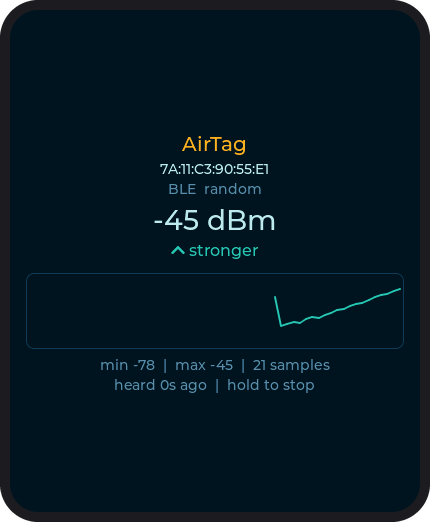 AirTag
7A:11:C3:90:55:E1
BLE random
-45 dBm
stronger
min -78 | max -45 | 21 samples
heard 0s ago | hold to stop